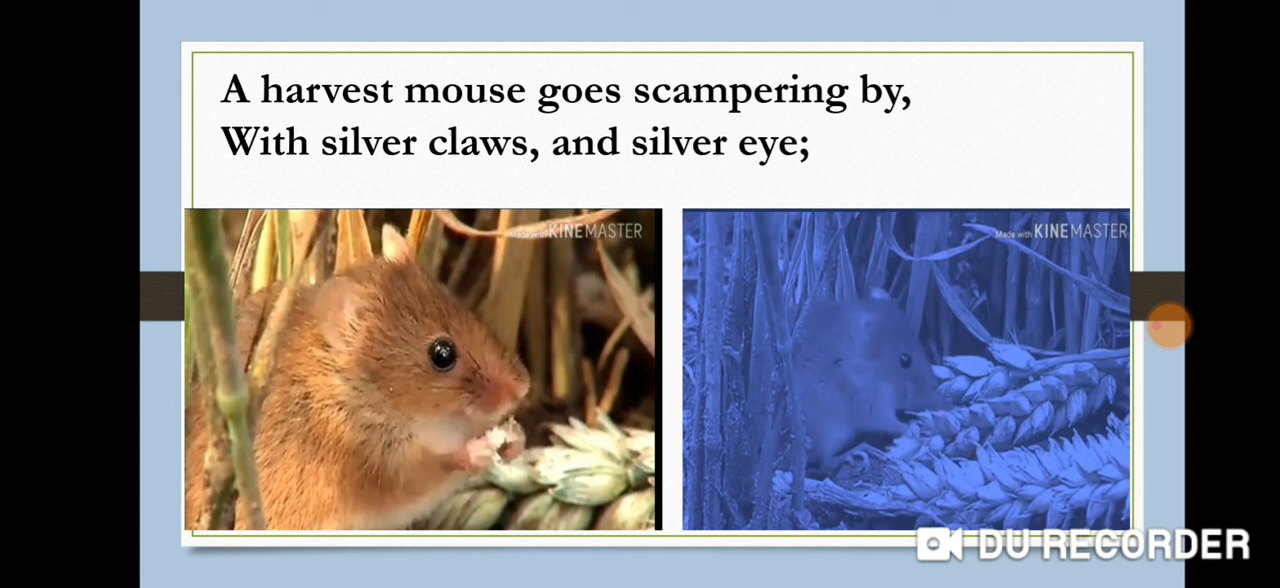 A harvest mouse goes scampering by,
With silver claws, and silver eye;
Made with KINEMASTER
Made with KINEMASTER
DU RECORDER